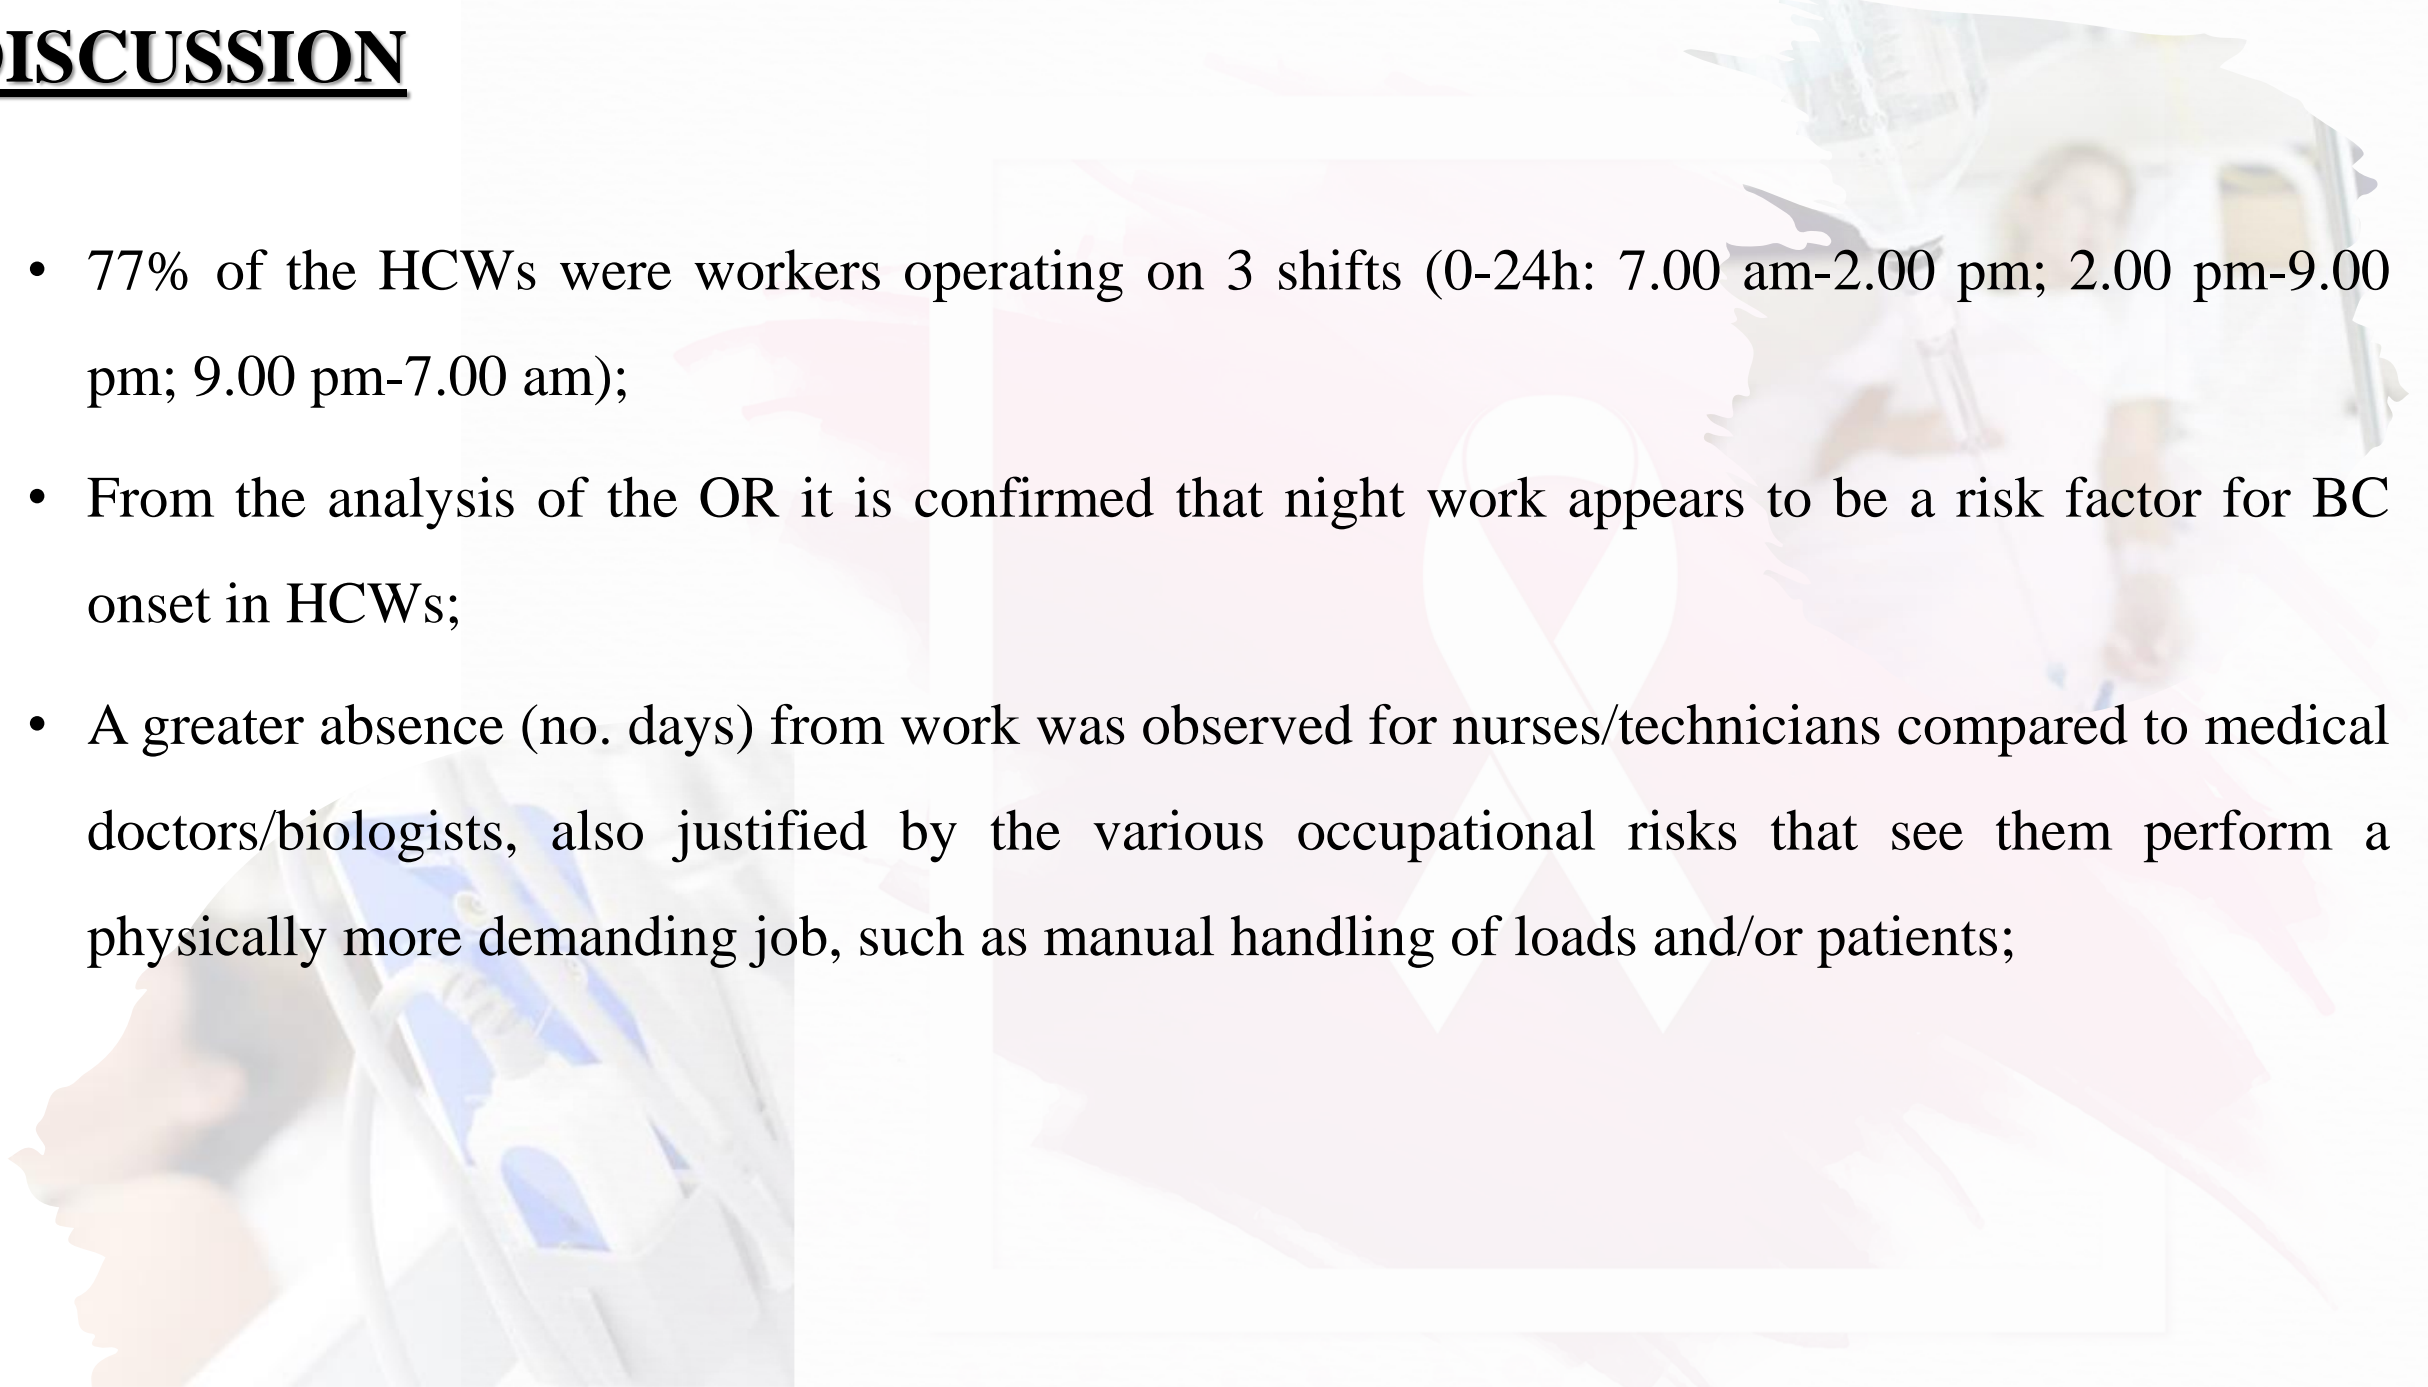 DISCUSSION
• 77% of the HCWs were workers operating on 3 shifts (0-24h: 7.00 am-2.00 pm; 2.00 pm-9.00
pm; 9.00 pm-7.00 am);
• From the analysis of the OR it is confirmed that night work appears to be a risk factor for BC
onset in HCWs;
• A greater absence (no. days) from work was observed for nurses/technicians compared to medical
doctors/biologists, also justified by the various occupational risks that see them perform a
physically more demanding job, such as manual handling of loads and/or patients;